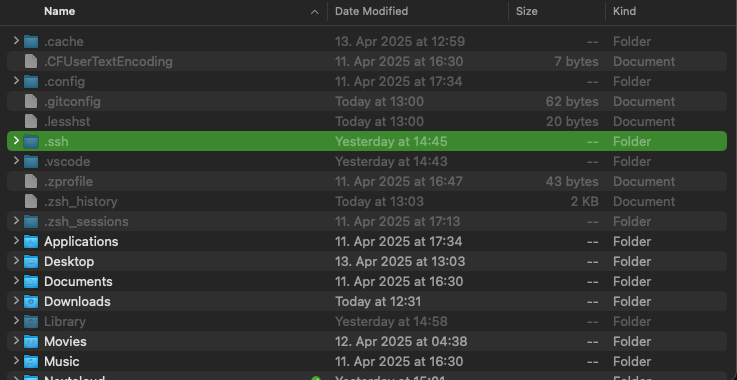 Name Date Modified Size Kind
.cache 13. Apr 2025 at 12:59 -- Folder
.CFUserTextEncoding 11. Apr 2025 at 16:30 7 bytes Document
.config 11. Apr 2025 at 17:34 -- Folder
.gitconfig Today at 13:00 62 bytes Document
.lesshst Today at 13:00 20 bytes Document
.ssh Yesterday at 14:45 -- Folder
.vscode Yesterday at 14:43 -- Folder
.zprofile 11. Apr 2025 at 16:47 43 bytes Document
.zsh_history Today at 13:03 2 KB Document
.zsh_sessions 11. Apr 2025 at 17:13 -- Folder
Applications 11. Apr 2025 at 17:34 -- Folder
Desktop 13. Apr 2025 at 13:03 -- Folder
Documents 11. Apr 2025 at 16:30 -- Folder
Downloads Today at 12:31 -- Folder
Library Yesterday at 14:58 -- Folder
Movies 12. Apr 2025 at 04:38 -- Folder
Music 11. Apr 2025 at 16:30 -- Folder
Nextcloud Yesterday at -- Folder